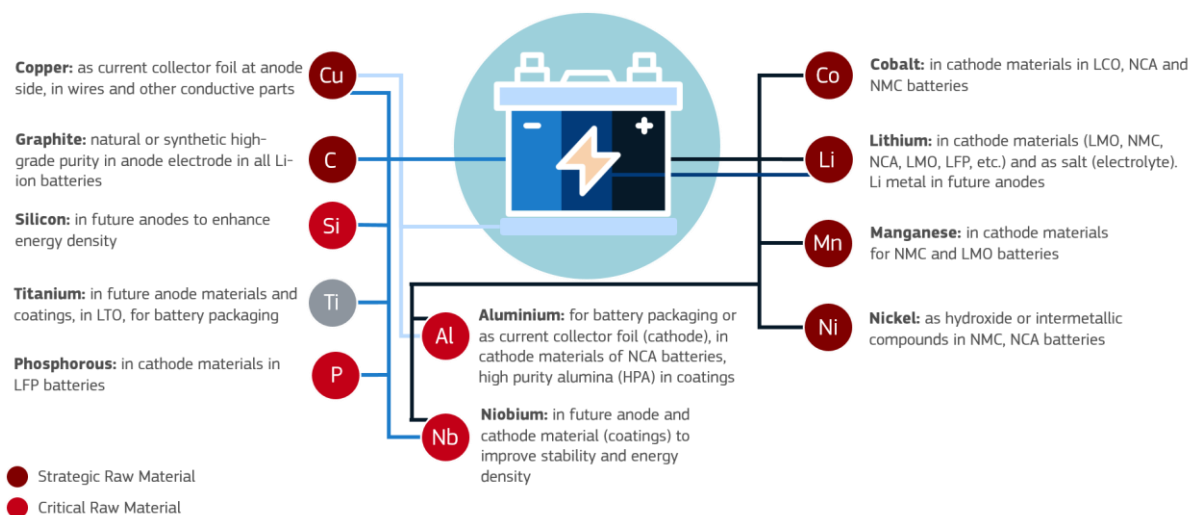 Copper: as current collector foil at anode
side, in wires and other conductive parts
Cu
Graphite: natural or synthetic high-
grade purity in anode electrode in all Li-
ion batteries
C
Silicon: in future anodes to enhance
energy density
Si
Titanium: in future anode materials and
coatings, in LTO, for battery packaging
Ti
Phosphorous: in cathode materials in
LFP batteries
P
- +
Al
Aluminium: for battery packaging or
as current collector foil (cathode), in
cathode materials of NCA batteries,
high purity alumina (HPA) in coatings
Nb
Niobium: in future anode and
cathode material (coatings) to
improve stability and energy
density
Co
Cobalt: in cathode materials in LCO, NCA and
NMC batteries
Li
Lithium: in cathode materials (LMO, NMC,
NCA, LMO, LFP, etc.) and as salt (electrolyte).
Li metal in future anodes
Mn
Manganese: in cathode materials
for NMC and LMO batteries
Ni
Nickel: as hydroxide or intermetallic
compounds in NMC, NCA batteries
Strategic Raw Material
Critical Raw Material